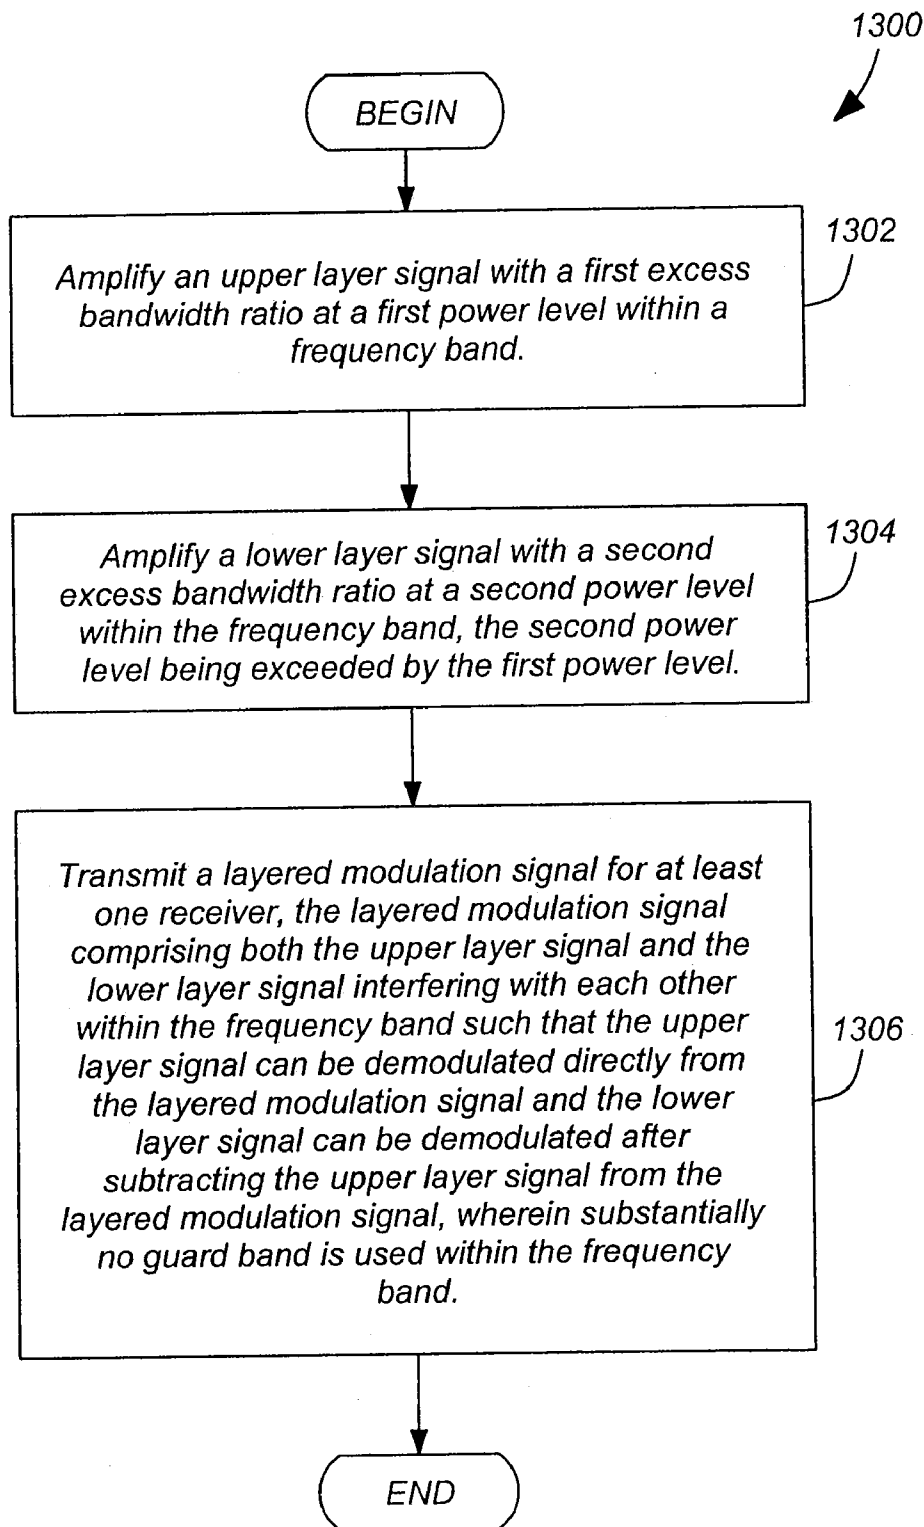 1300
BEGIN
1302
Amplify an upper layer signal with a first excess
bandwidth ratio at a first power level within a
frequency band.
1304
Amplify a lower layer signal with a second
excess bandwidth ratio at a second power level
within the frequency band, the second power
level being exceeded by the first power level.
Transmit a layered modulation signal for at least
one receiver, the layered modulation signal
comprising both the upper layer signal and the
lower layer signal interfering with each other
within the frequency band such that the upper
layer signal can be demodulated directly from
the layered modulation signal and the lower
layer signal can be demodulated after
subtracting the upper layer signal from the
layered modulation signal, wherein substantially
no guard band is used within the frequency
band.
1306
END